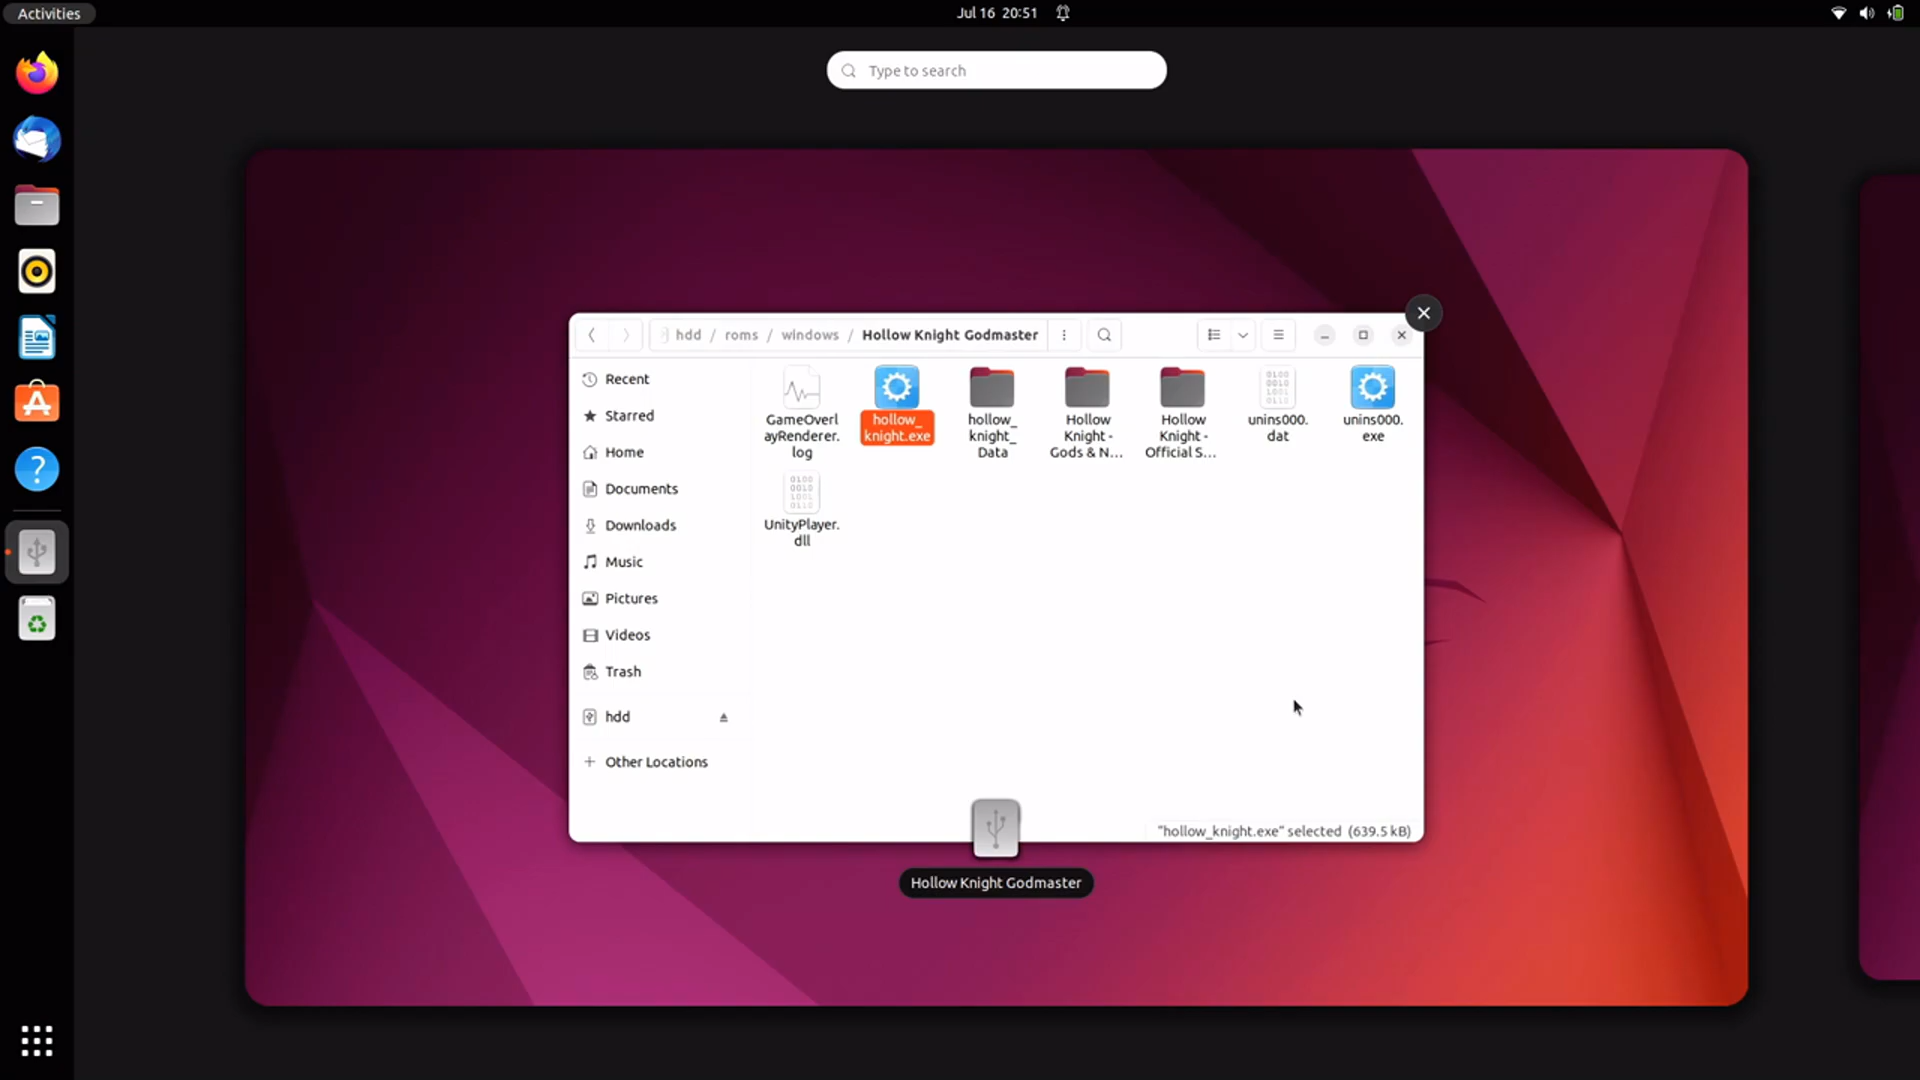 Activities
Jul 16 20:51
Type to search
hdd / roms / windows / Hollow Knight Godmaster
Recent
Starred
Home
Documents
Downloads
Music
Pictures
Videos
Trash
hdd
Other Locations
GameOverl
ayRenderer.
log
hollow_
knight.exe
hollow_
knight_
Data
Hollow
Knight -
Gods & N...
Hollow
Knight -
Official S...
unins000.
dat
unins000.
exe
UnityPlayer.
dll
"hollow_knight.exe" selected (639.5 kB)
Hollow Knight Godmaster